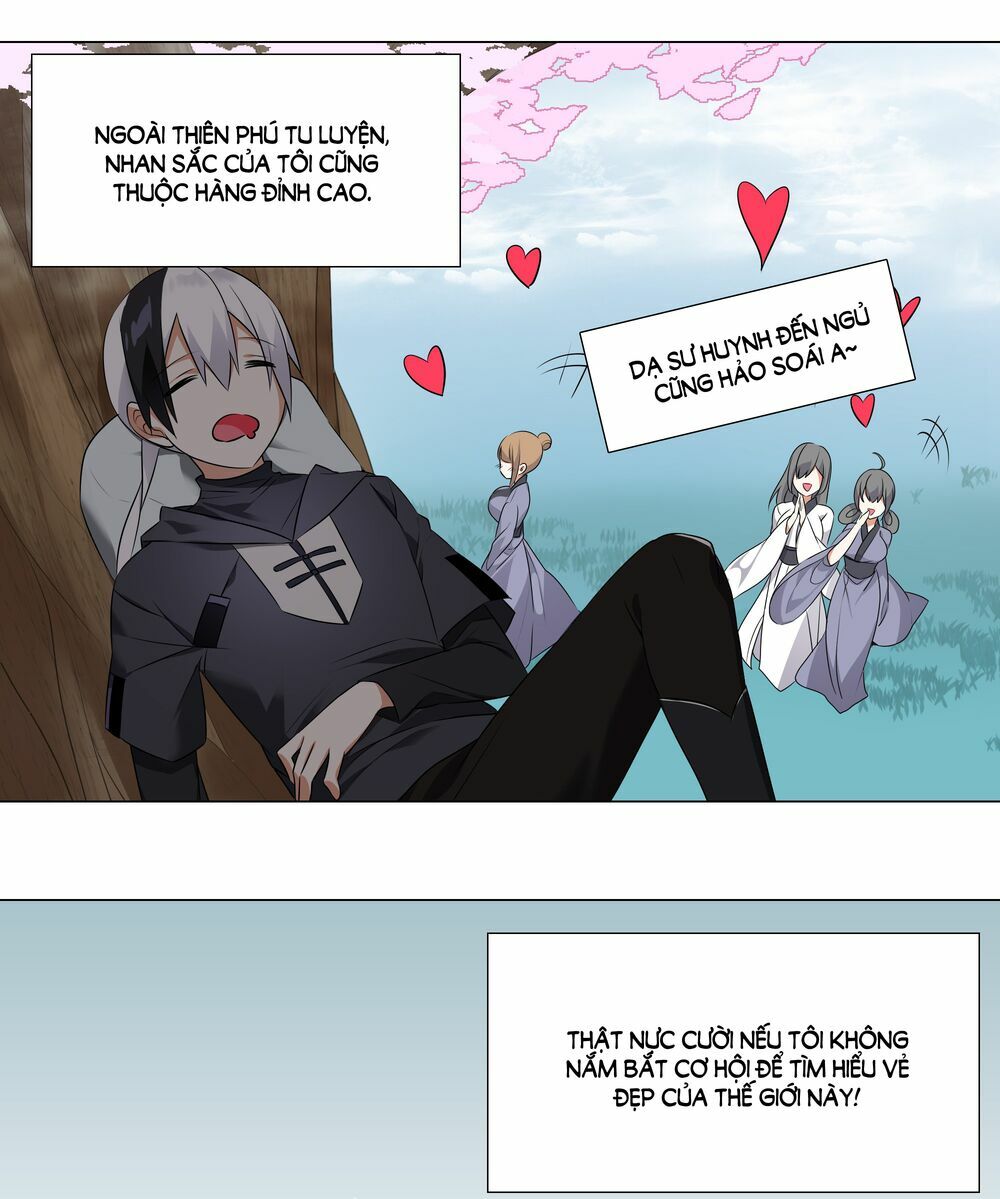 NGOÀI THIÊN PHÚ TU LUYỆN,
NHAN SẮC CỦA TÔI CŨNG
THUỘC HÀNG ĐỈNH CAO.
DẠ SƯ HUYNH ĐẾN NGỦ
CŨNG HẢO SOÁI A~
THẬT NỰC CƯỜI NẾU TÔI KHÔNG
NẮM BẮT CƠ HỘI ĐỂ TÌM HIỂU VẺ
ĐẸP CỦA THẾ GIỚI NÀY!